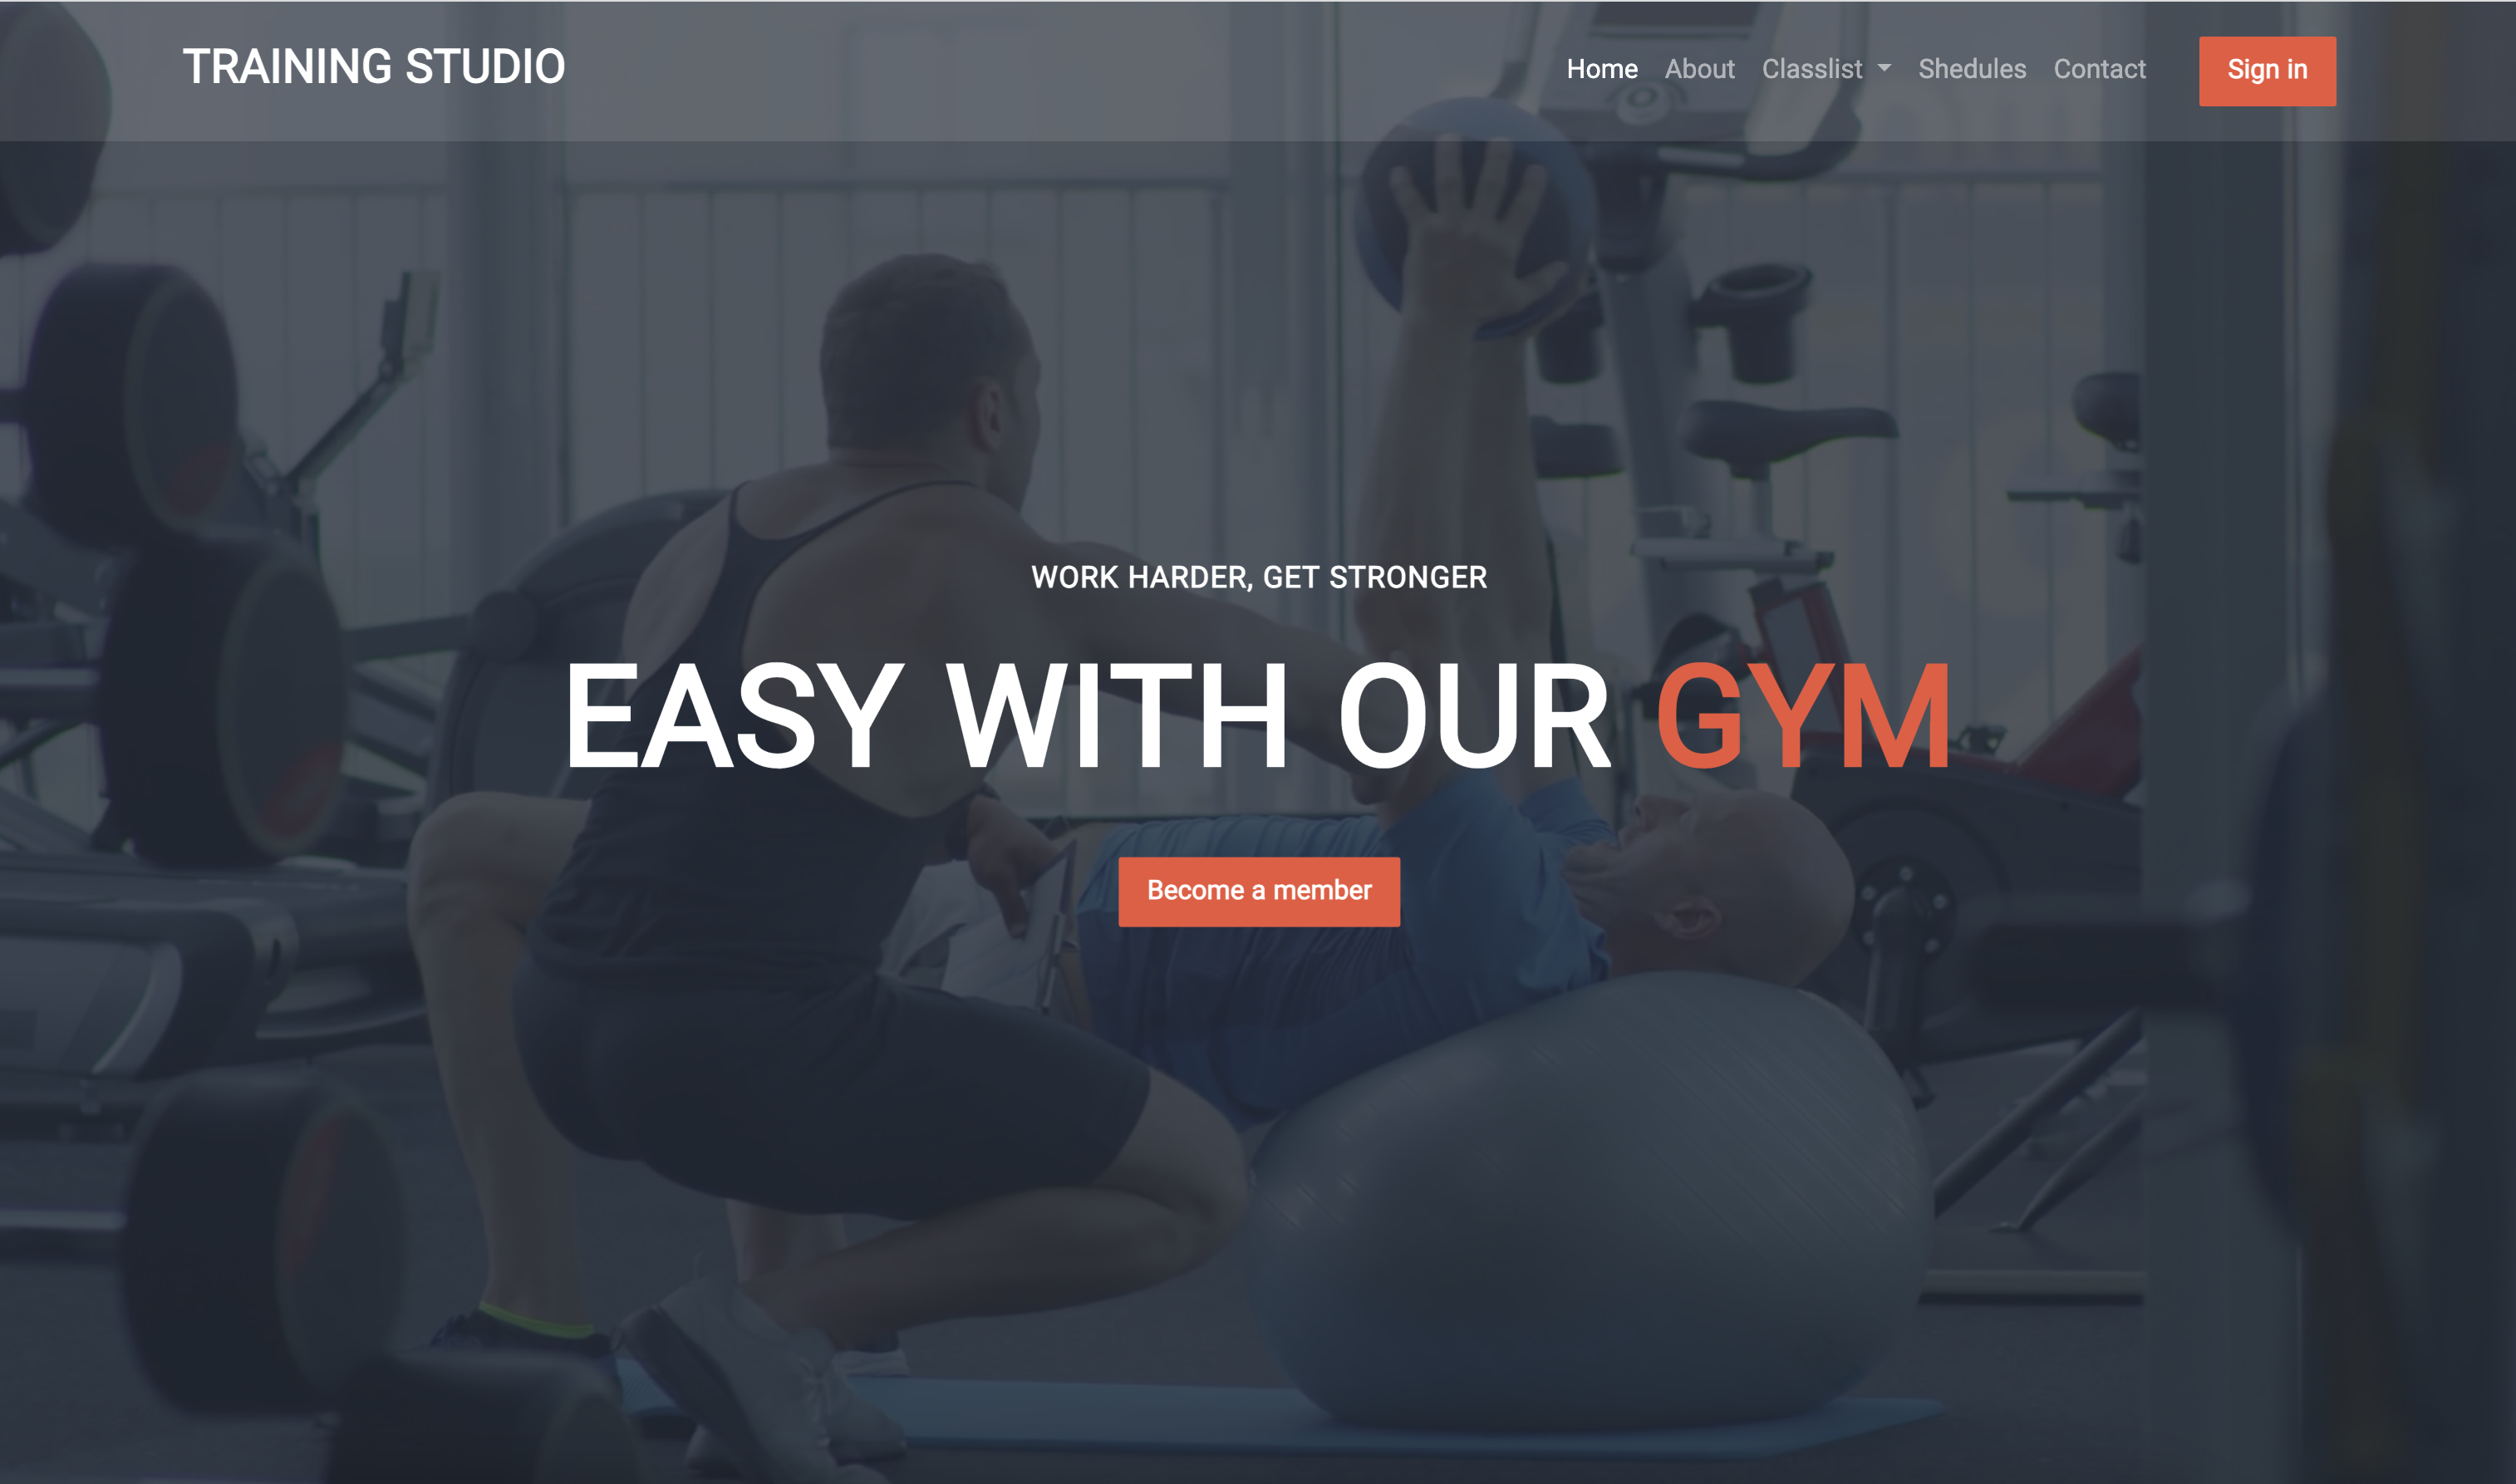 TRAINING STUDIO
Home About Classlist Shedules Contact Sign in
WORK HARDER, GET STRONGER
EASY WITH OUR GYM
Become a member